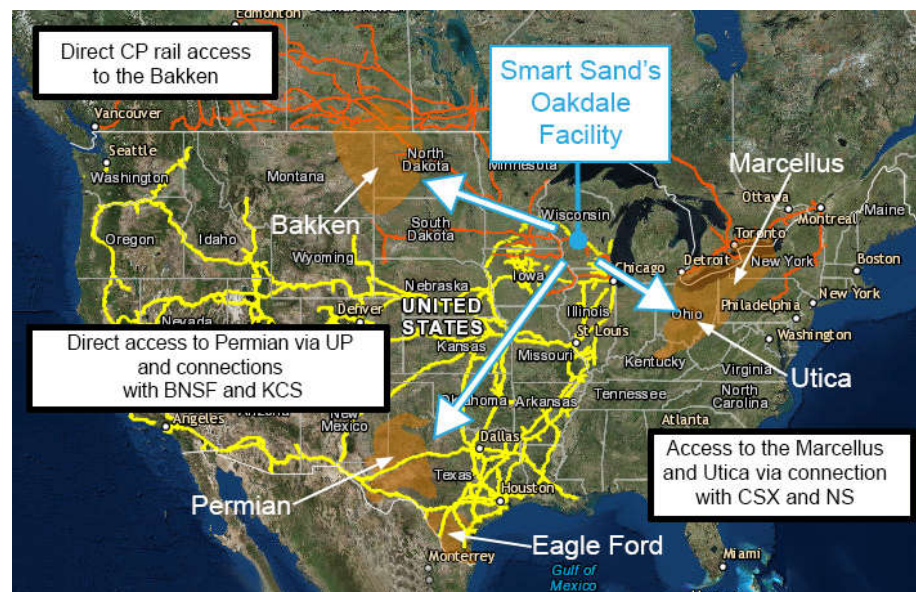 Edmonton
Direct CP rail access
to the Bakken
Smart Sand's
Oakdale
Facility
Vancouver
Seattle
Washington
Montana
North
Dakota
Minnesota
Marcellus
Ottawa
Montreal
Maine
Bakken
Wisconsin
Toronto
Oregon
Idaho
South
Dakota
Wyoming
Iowa
Chicago
Detroit
New York
Boston
Nebraska
UNITED
STATES
Illinois
Ohio
Philadelphia
New York
Nevada
Denver
St Louis
Washington
Direct access to Permian via UP
and connections
with BNSF and KCS
Kansas
Missouri
Kentucky
Virginia
Utica
Oklahoma
Arkansas
Tennessee
North
Carolina
Angeles
Arizona
New
Mexico
Atlanta
Dallas
Access to the Marcellus
and Utica via connection
with CSX and NS
Texas
Permian
Houston
Eagle Ford
Monterrey
Gulf of
Mexico
Miami